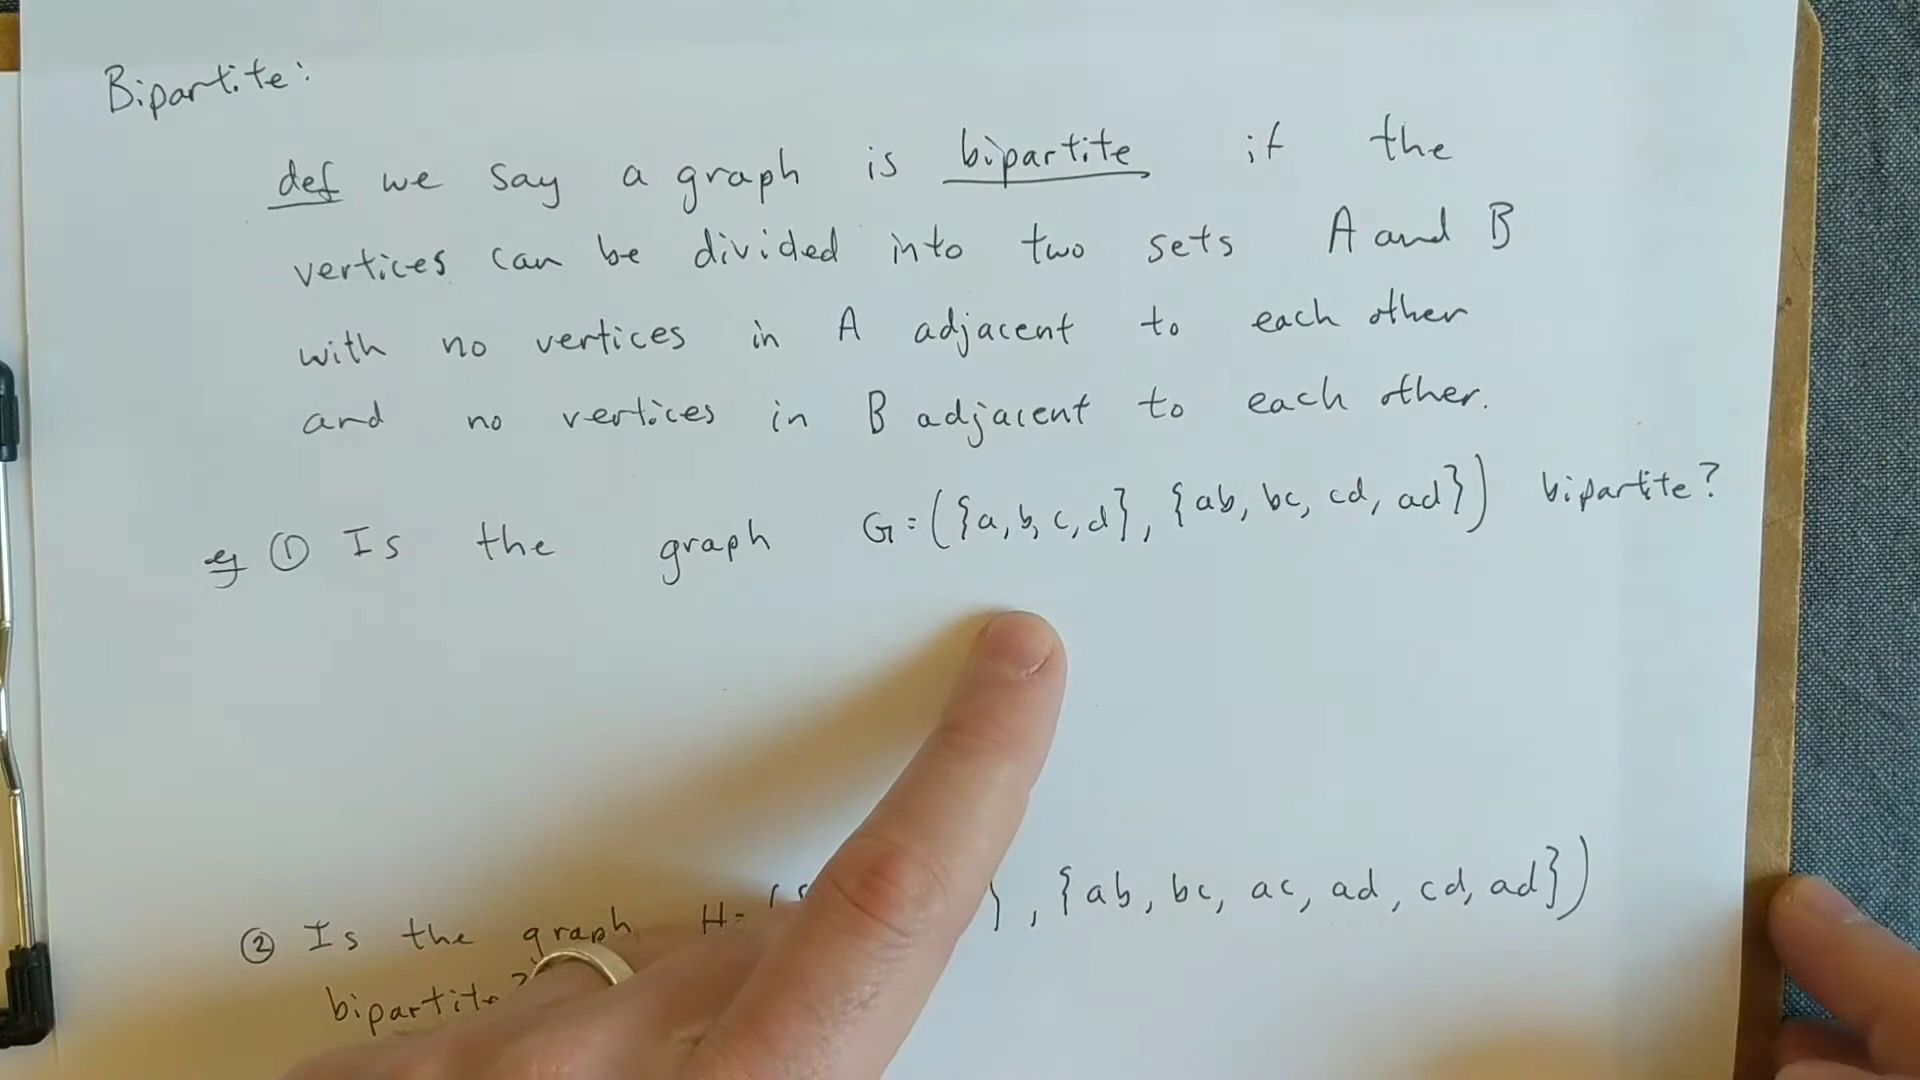 Bipartite:
def we say a graph is bipartite if the
vertices can be divided into two sets A and B
with no vertices in A adjacent to each other
and no vertices in B adjacent to each other.
eg ① Is the graph G=({a,b,c,d}, {ab, bc, cd, ad}) bipartite?
② Is the graph H=( }, {ab, bc, ac, ad, cd, ad})
bipartite?